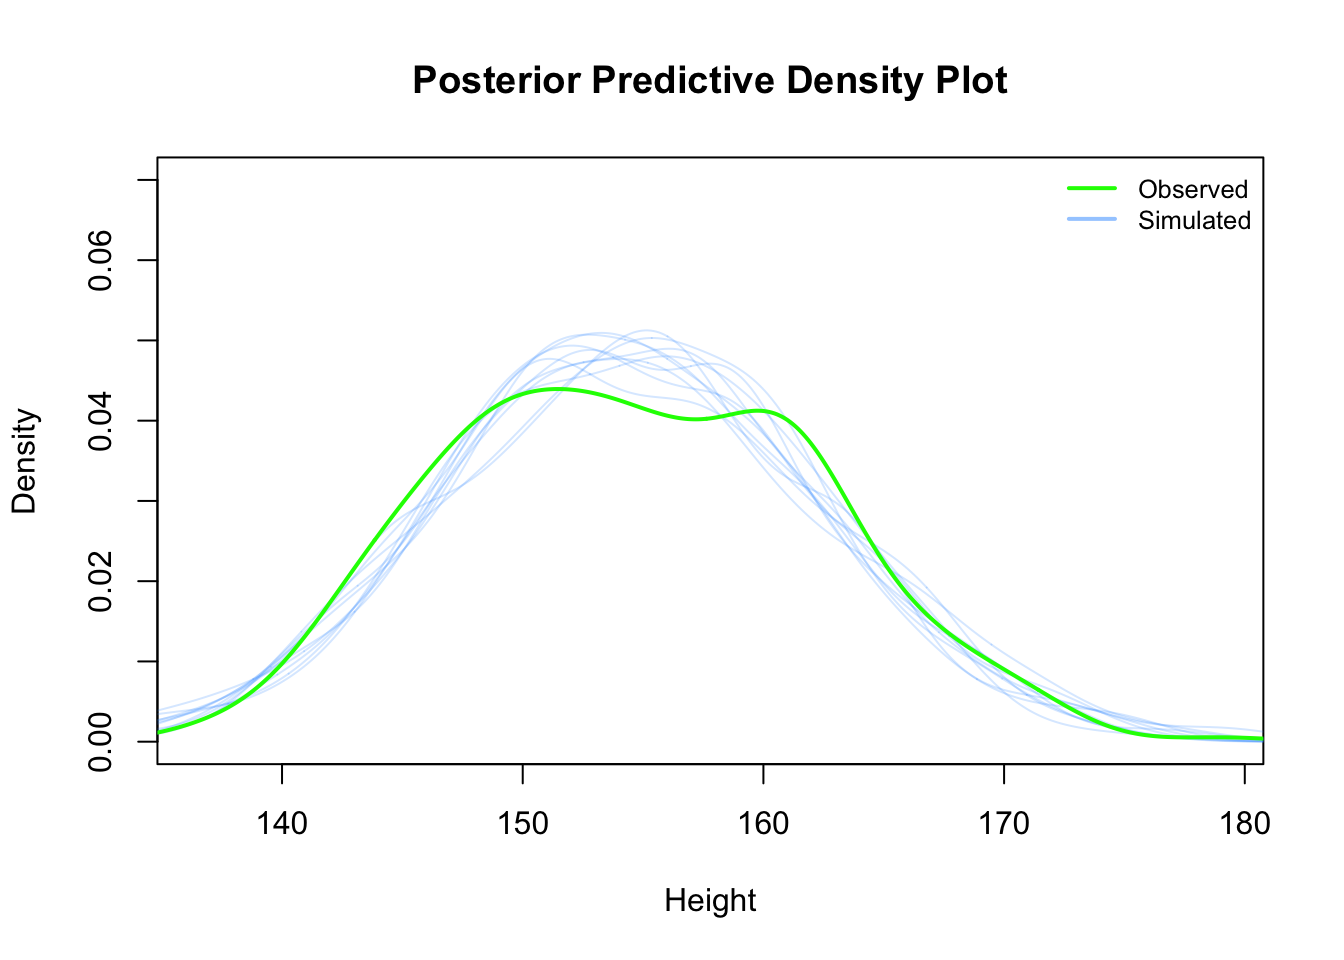 Posterior Predictive Density Plot
Observed
Simulated
0.06
0.04
0.02
0.00
Density
140 150 160 170 180
Height